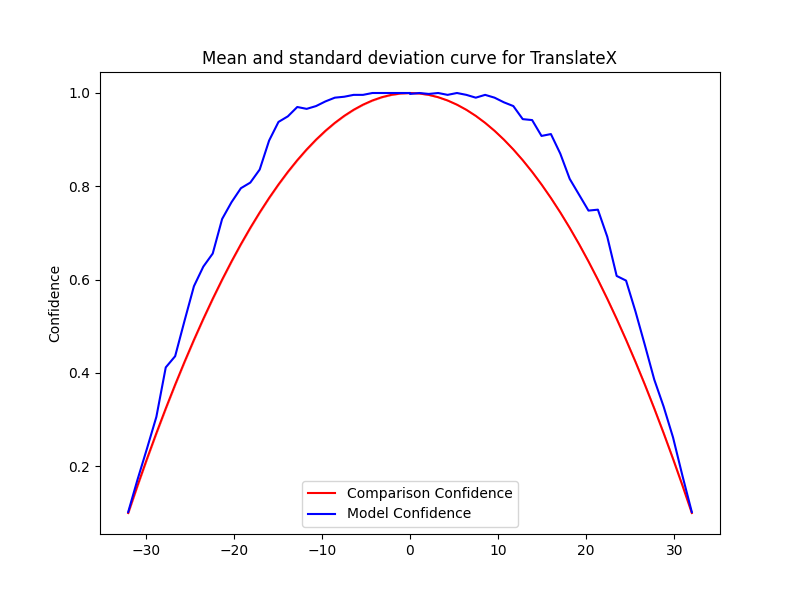 Mean and standard deviation curve for TranslateX
1.0
0.8
0.6
0.4
0.2
Confidence
Comparison Confidence
Model Confidence
−30 −20 −10 0 10 20 30